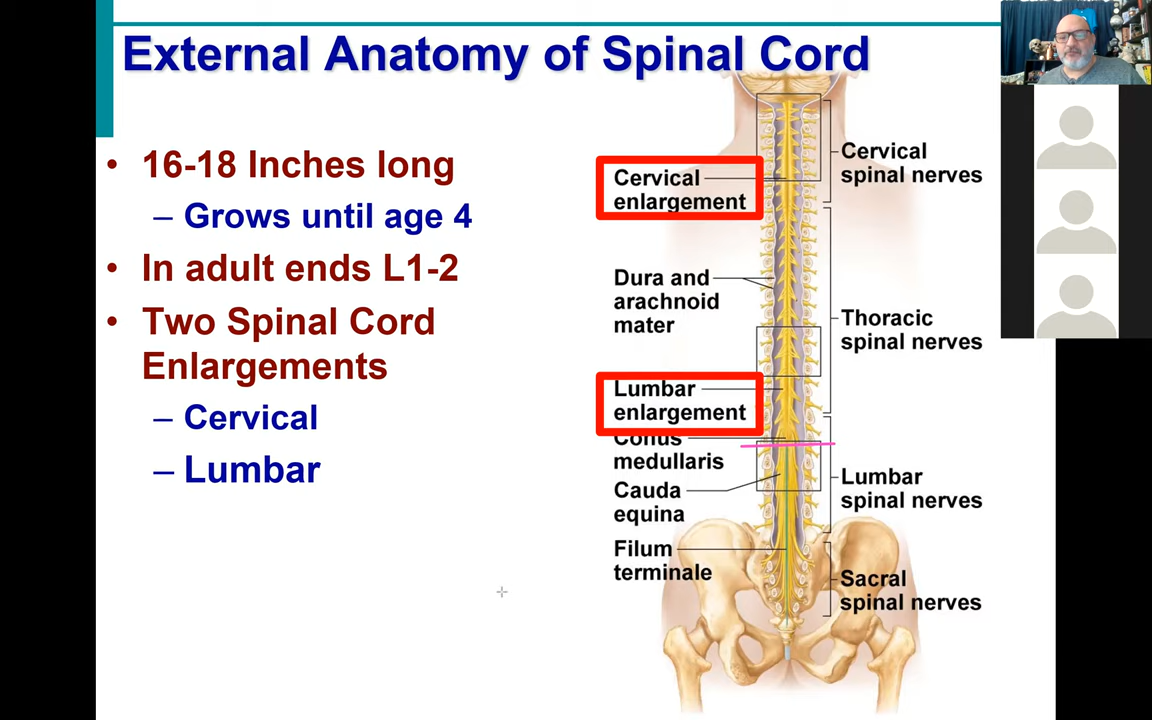 External Anatomy of Spinal Cord
• 16-18 Inches long
– Grows until age 4
• In adult ends L1-2
• Two Spinal Cord
Enlargements
– Cervical
– Lumbar
Cervical
enlargement
Dura and
arachnoid
mater
Lumbar
enlargement
Conus
medullaris
Cauda
equina
Filum
terminale
Cervical
spinal nerves
Thoracic
spinal nerves
Lumbar
spinal nerves
Sacral
spinal nerves